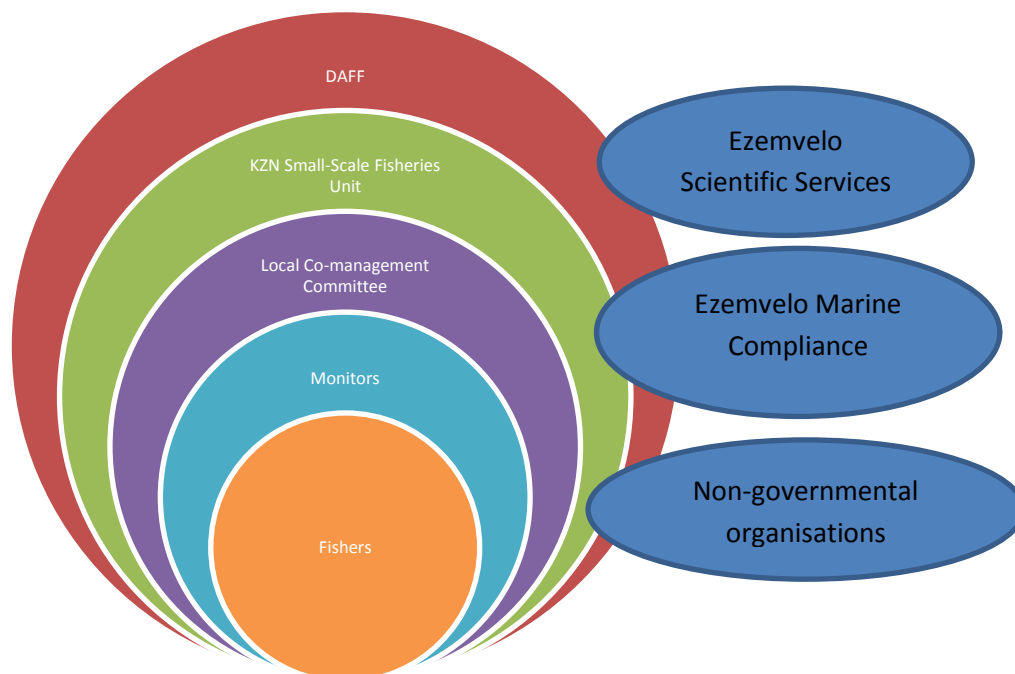 DAFF
KZN Small-Scale Fisheries
Unit
Local Co-management
Committee
Monitors
Fishers
Ezemvelo
Scientific Services
Ezemvelo Marine
Compliance
Non-governmental
organisations